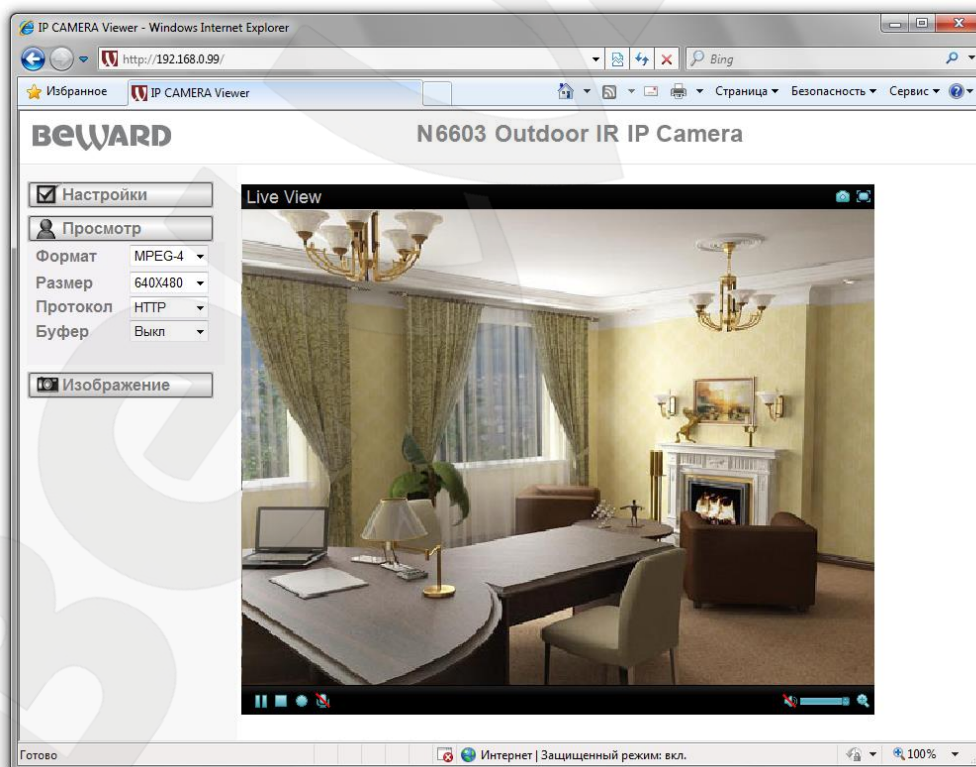 IP CAMERA Viewer - Windows Internet Explorer
http://192.168.0.99/
Bing
Избранное
IP CAMERA Viewer
Страница
Безопасность
Сервис
BEWARD
N6603 Outdoor IR IP Camera
Настройки
Live View
Просмотр
Формат MPEG-4
Размер 640X480
Протокол HTTP
Буфер Выкл
Изображение
Готово
Интернет | Защищенный режим: вкл.
100%